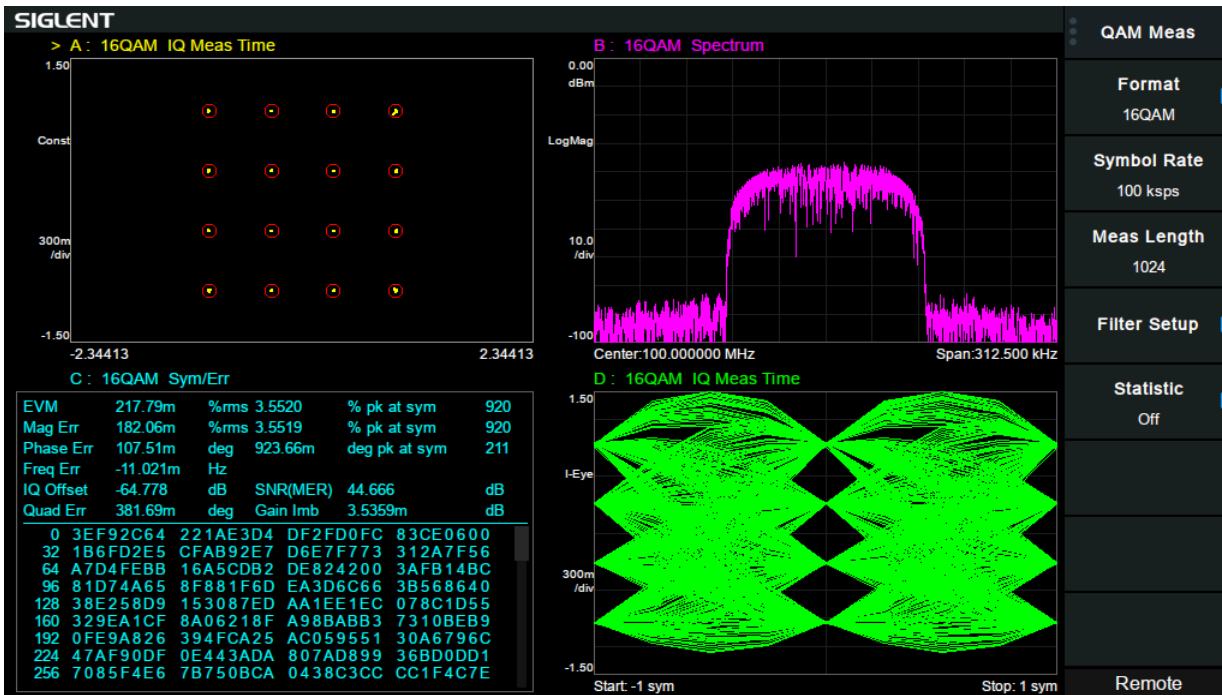 SIGLENT
> A : 16QAM IQ Meas Time
1.50
Const
300m
/div
-1.50
-2.34413 2.34413
B : 16QAM Spectrum
0.00
dBm
LogMag
10.0
/div
-100
Center:100.000000 MHz Span:312.500 kHz
C : 16QAM Sym/Err
EVM 217.79m %rms 3.5520 % pk at sym 920
Mag Err 182.06m %rms 3.5519 % pk at sym 920
Phase Err 107.51m deg 923.66m deg pk at sym 211
Freq Err -11.021m Hz
IQ Offset -64.778 dB SNR(MER) 44.666 dB
Quad Err 381.69m deg Gain Imb 3.5359m dB
0 3EF92C64 221AE3D4 DF2FD0FC 83CE0600
32 1B6FD2E5 CFAB92E7 D6E7F773 312A7F56
64 A7D4FEBB 16A5CDB2 DE824200 3AFB14BC
96 81D74A65 8F881F6D EA3D6C66 3B568640
128 38E258D9 153087ED AA1EE1EC 078C1D55
160 329EA1CF 8A06218F A98BABB3 7310BEB9
192 0FE9A826 394FCA25 AC059551 30A6796C
224 47AF90DF 0E443ADA 807AD899 36BD0DD1
256 7085F4E6 7B750BCA 0438C3CC CC1F4C7E
D : 16QAM IQ Meas Time
1.50
I-Eye
300m
/div
-1.50
Start: -1 sym Stop: 1 sym
QAM Meas
Format
16QAM
Symbol Rate
100 ksps
Meas Length
1024
Filter Setup
Statistic
Off
Remote